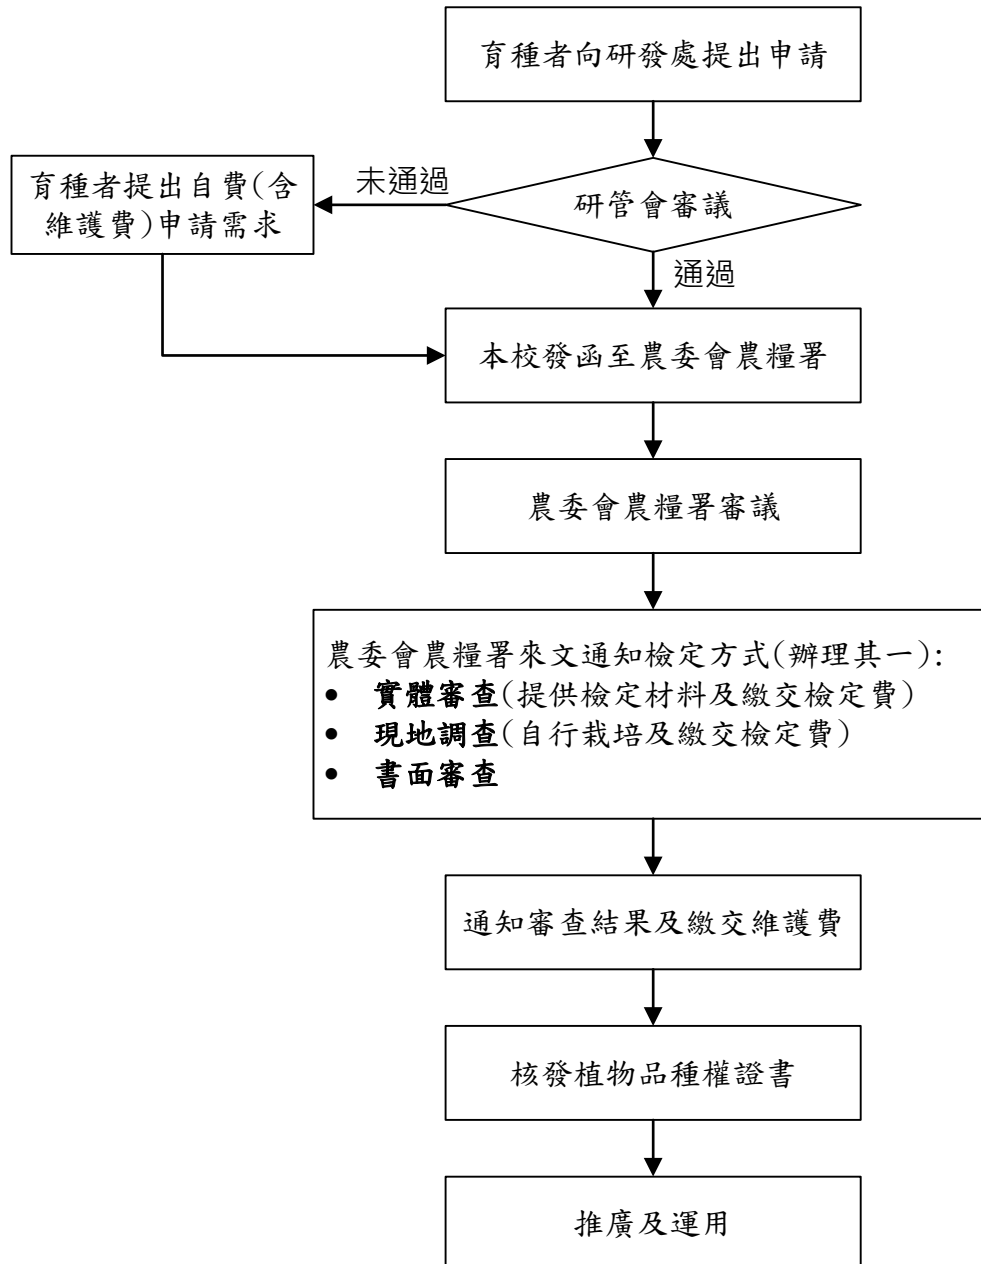 育種者向研發處提出申請
研管會審議
未通過
育種者提出自費(含
維護費)申請需求
通過
本校發函至農委會農糧署
農委會農糧署審議
農委會農糧署來文通知檢定方式(辦理其一):
• 實體審查(提供檢定材料及繳交檢定費)
• 現地調查(自行栽培及繳交檢定費)
• 書面審查
通知審查結果及繳交維護費
核發植物品種權證書
推廣及運用